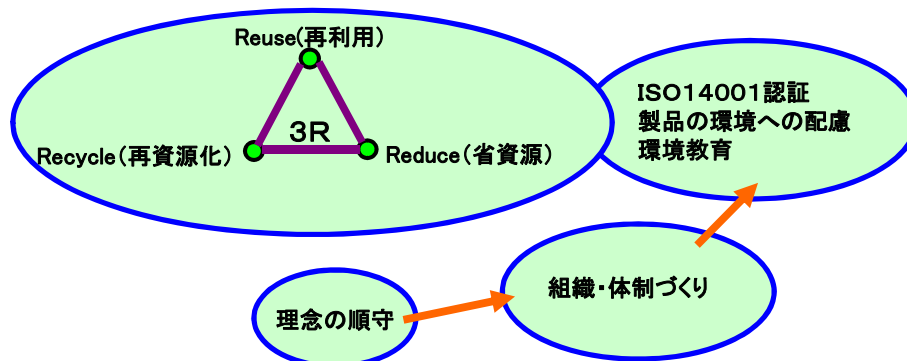 Reuse(再利用)
3R
Recycle(再資源化)
Reduce(省資源)
ISO14001認証
製品の環境への配慮
環境教育
組織・体制づくり
理念の順守